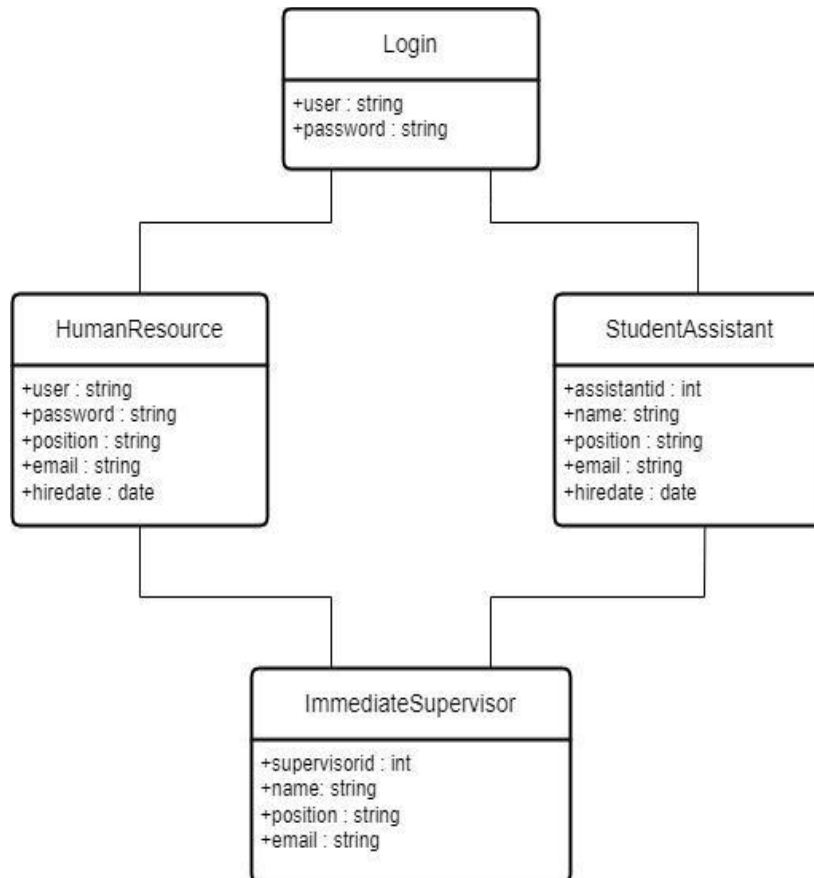 Login
+user : string
+password : string
HumanResource
+user : string
+password : string
+position : string
+email : string
+hiredate : date
StudentAssistant
+assistantid : int
+name: string
+position : string
+email : string
+hiredate : date
ImmediateSupervisor
+supervisorid : int
+name: string
+position : string
+email : string